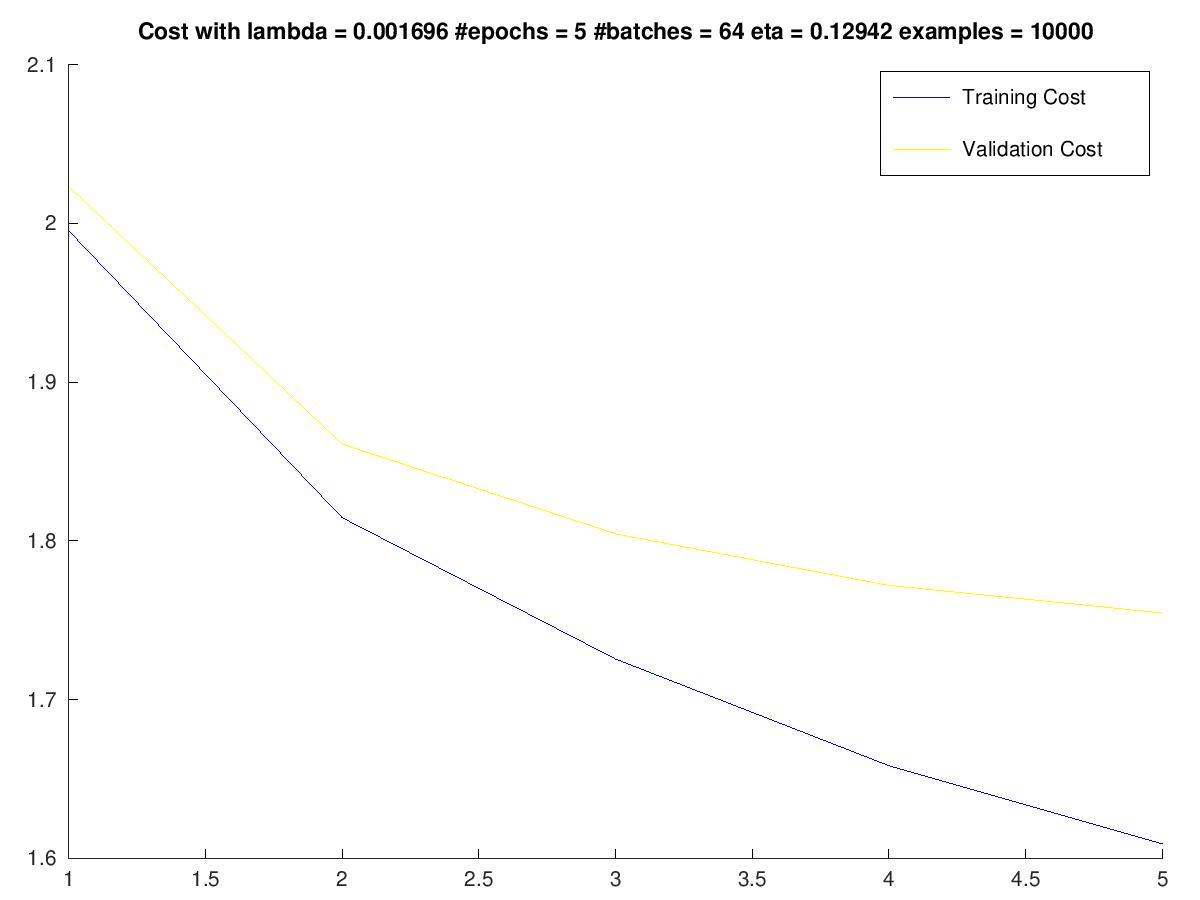 Cost with lambda = 0.001696 #epochs = 5 #batches = 64 eta = 0.12942 examples = 10000
2.1
2
1.9
1.8
1.7
1.6
Training Cost
Validation Cost
1 1.5 2 2.5 3 3.5 4 4.5 5